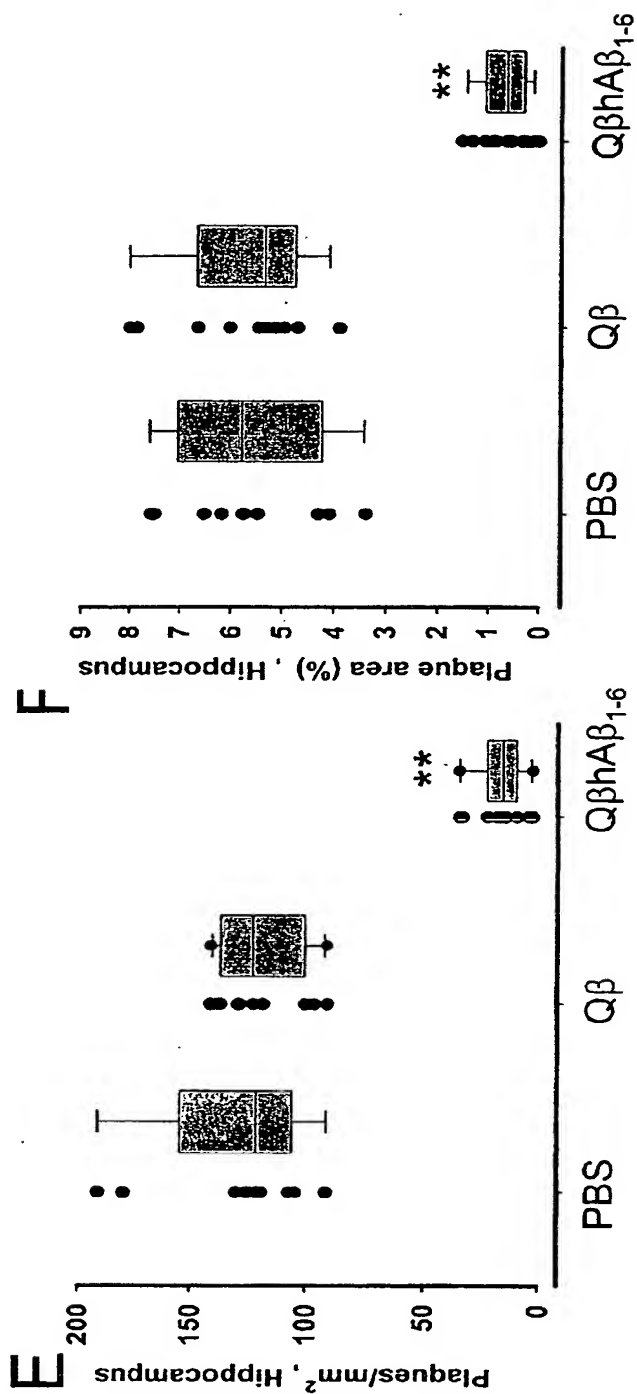 E
Plaques/mm², Hippocampus
200
150
100
50
0
**
PBS
Qβ
QβhAβ1-6
F
Plaque area (%) , Hippocampus
9
8
7
6
5
4
3
2
1
0
**
PBS
Qβ
QβhAβ1-6